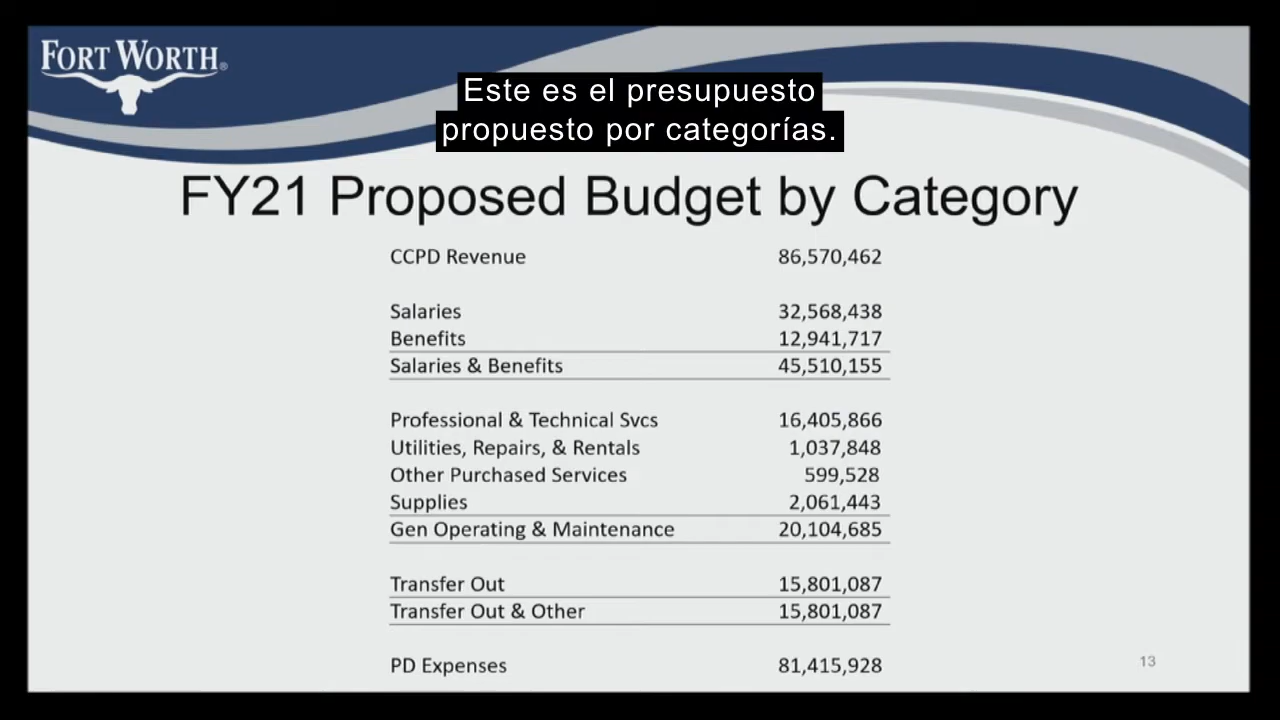 FORT WORTH®
Este es el presupuesto
propuesto por categorías.
FY21 Proposed Budget by Category
CCPD Revenue 86,570,462
Salaries 32,568,438
Benefits 12,941,717
Salaries & Benefits 45,510,155
Professional & Technical Svcs 16,405,866
Utilities, Repairs, & Rentals 1,037,848
Other Purchased Services 599,528
Supplies 2,061,443
Gen Operating & Maintenance 20,104,685
Transfer Out 15,801,087
Transfer Out & Other 15,801,087
PD Expenses 81,415,928
13